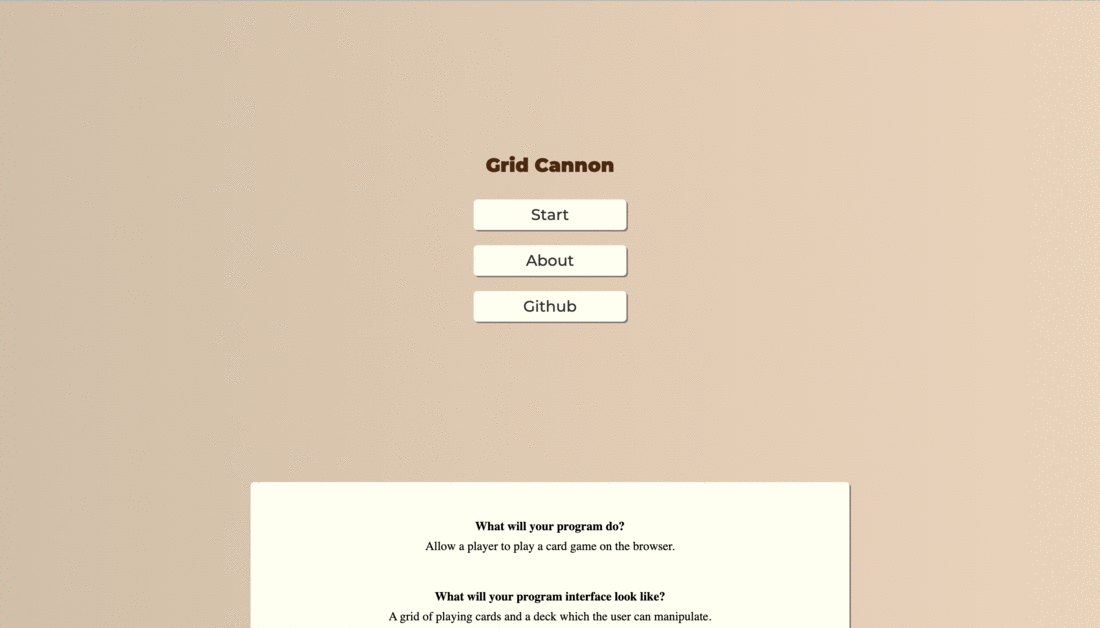 Grid Cannon
Start
About
Github
What will your program do?
Allow a player to play a card game on the browser.
What will your program interface look like?
A grid of playing cards and a deck which the user can manipulate.